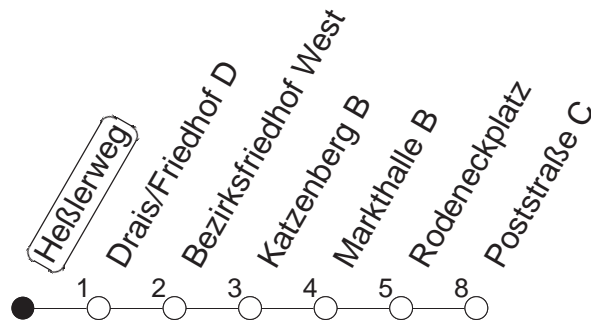 Heßlerweg
Drais/Friedhof D
Bezirksfriedhof West
Katzenberg B
Markthalle B
Rodeneckplatz
Poststraße C
1 2 3 4 5 8